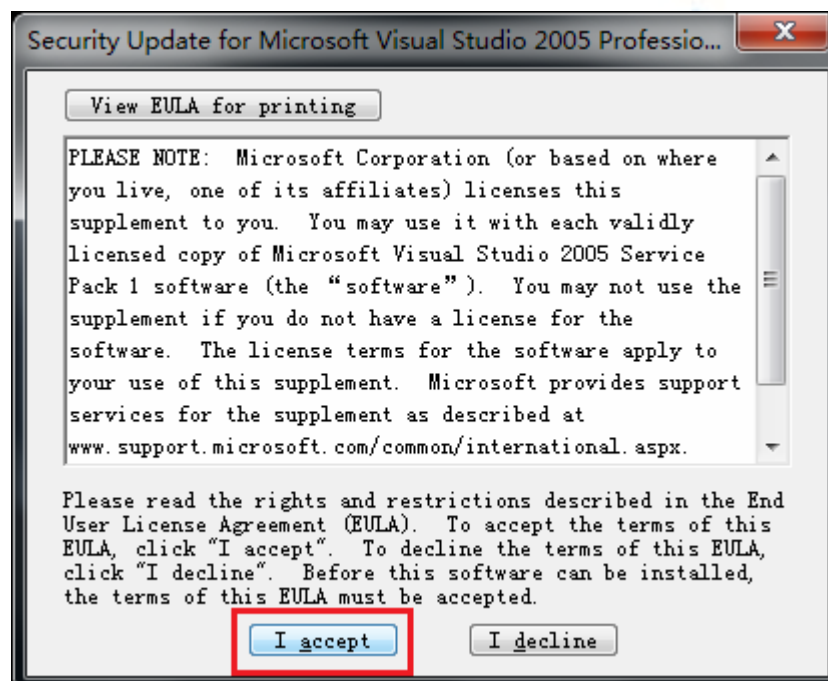 Security Update for Microsoft Visual Studio 2005 Professio...
View EULA for printing
PLEASE NOTE:  Microsoft Corporation (or based on where
you live, one of its affiliates) licenses this
supplement to you.  You may use it with each validly
licensed copy of Microsoft Visual Studio 2005 Service
Pack 1 software (the “software”).  You may not use the
supplement if you do not have a license for the
software.  The license terms for the software apply to
your use of this supplement.  Microsoft provides support
services for the supplement as described at
www.support.microsoft.com/common/international.aspx.
Please read the rights and restrictions described in the End
User License Agreement (EULA).  To accept the terms of this
EULA, click "I accept".  To decline the terms of this EULA,
click "I decline".  Before this software can be installed,
the terms of this EULA must be accepted.
I accept
I decline